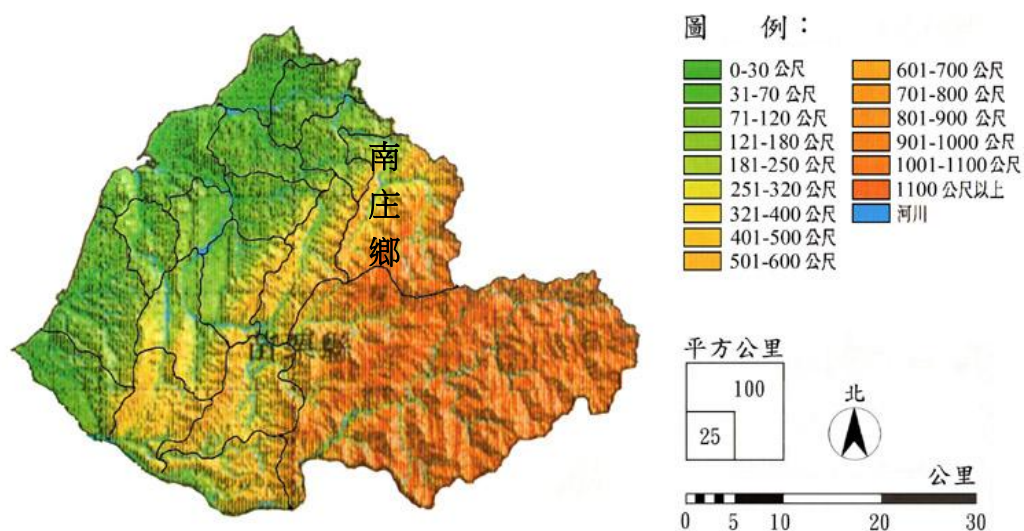 南庄鄉
圖 例：
0-30 公尺
31-70 公尺
71-120 公尺
121-180 公尺
181-250 公尺
251-320 公尺
321-400 公尺
401-500 公尺
501-600 公尺
601-700 公尺
701-800 公尺
801-900 公尺
901-1000 公尺
1001-1100公尺
1100 公尺以上
河川
平方公里
100
25
北
公里
0 5 10 20 30